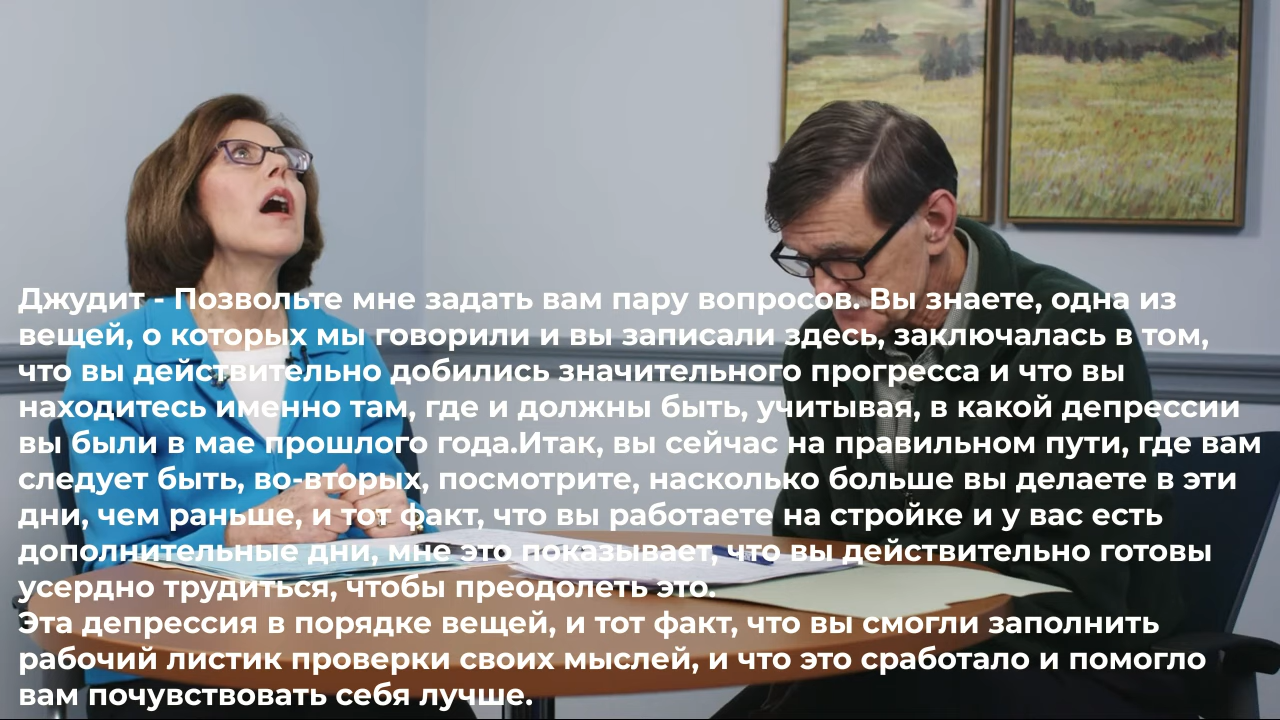 Джудит - Позвольте мне задать вам пару вопросов. Вы знаете, одна из
вещей, о которых мы говорили и вы записали здесь, заключалась в том,
что вы действительно добились значительного прогресса и что вы
находитесь именно там, где и должны быть, учитывая, в какой депрессии
вы были в мае прошлого года.Итак, вы сейчас на правильном пути, где вам
следует быть, во-вторых, посмотрите, насколько больше вы делаете в эти
дни, чем раньше, и тот факт, что вы работаете на стройке и у вас есть
дополнительные дни, мне это показывает, что вы действительно готовы
усердно трудиться, чтобы преодолеть это.
Эта депрессия в порядке вещей, и тот факт, что вы смогли заполнить
рабочий листик проверки своих мыслей, и что это сработало и помогло
вам почувствовать себя лучше.